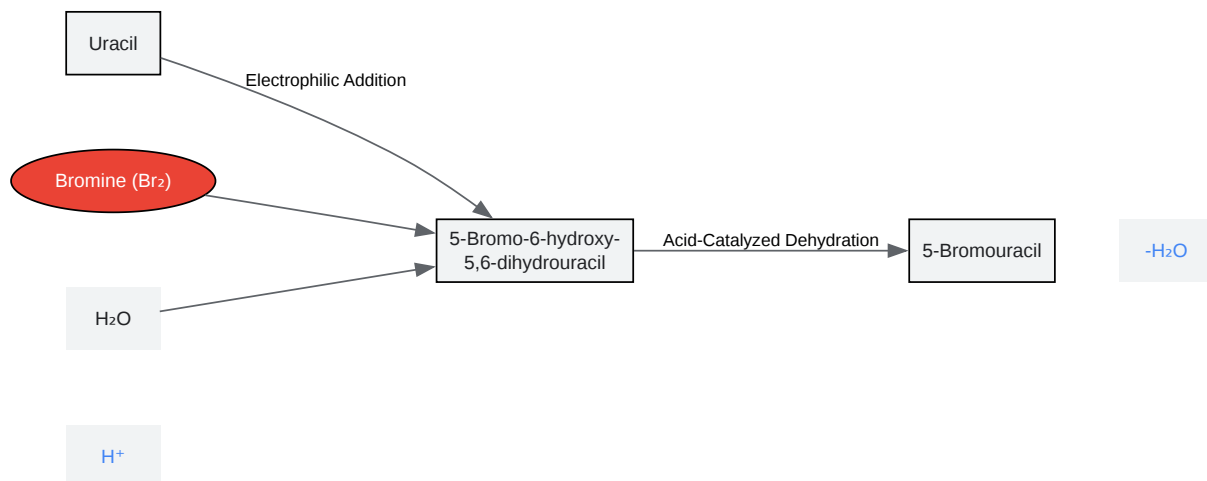 Uracil
Electrophilic Addition
Bromine (Br₂)
5-Bromo-6-hydroxy-
5,6-dihydrouracil
Acid-Catalyzed Dehydration
5-Bromouracil
-H₂O
H₂O
H⁺